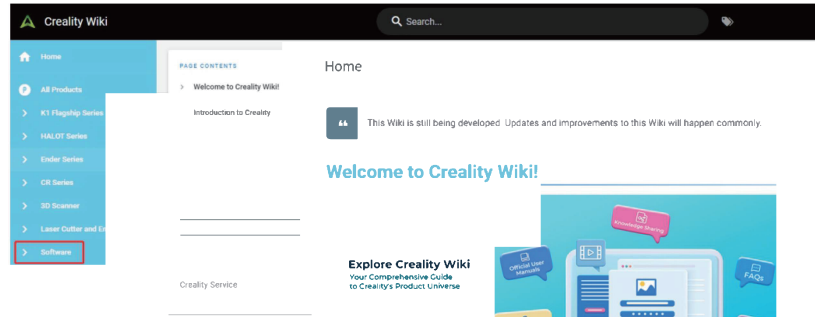 Creality Wiki
Search...
Home
All Products
K1 Flagship Series
HALOT Series
Ender Series
CR Series
3D Scanner
Laser Cutter and
Software
PAGE CONTENTS
Welcome to Creality Wiki!
Introduction to Creality
Creality Service
Home
This Wiki is still being developed. Updates and improvements to this Wiki will happen commonly.
Welcome to Creality Wiki!
Explore Creality Wiki
Your Comprehensive Guide
to Creality's Product Universe
Knowledge Sharing
Official User
Manuals
FAQs